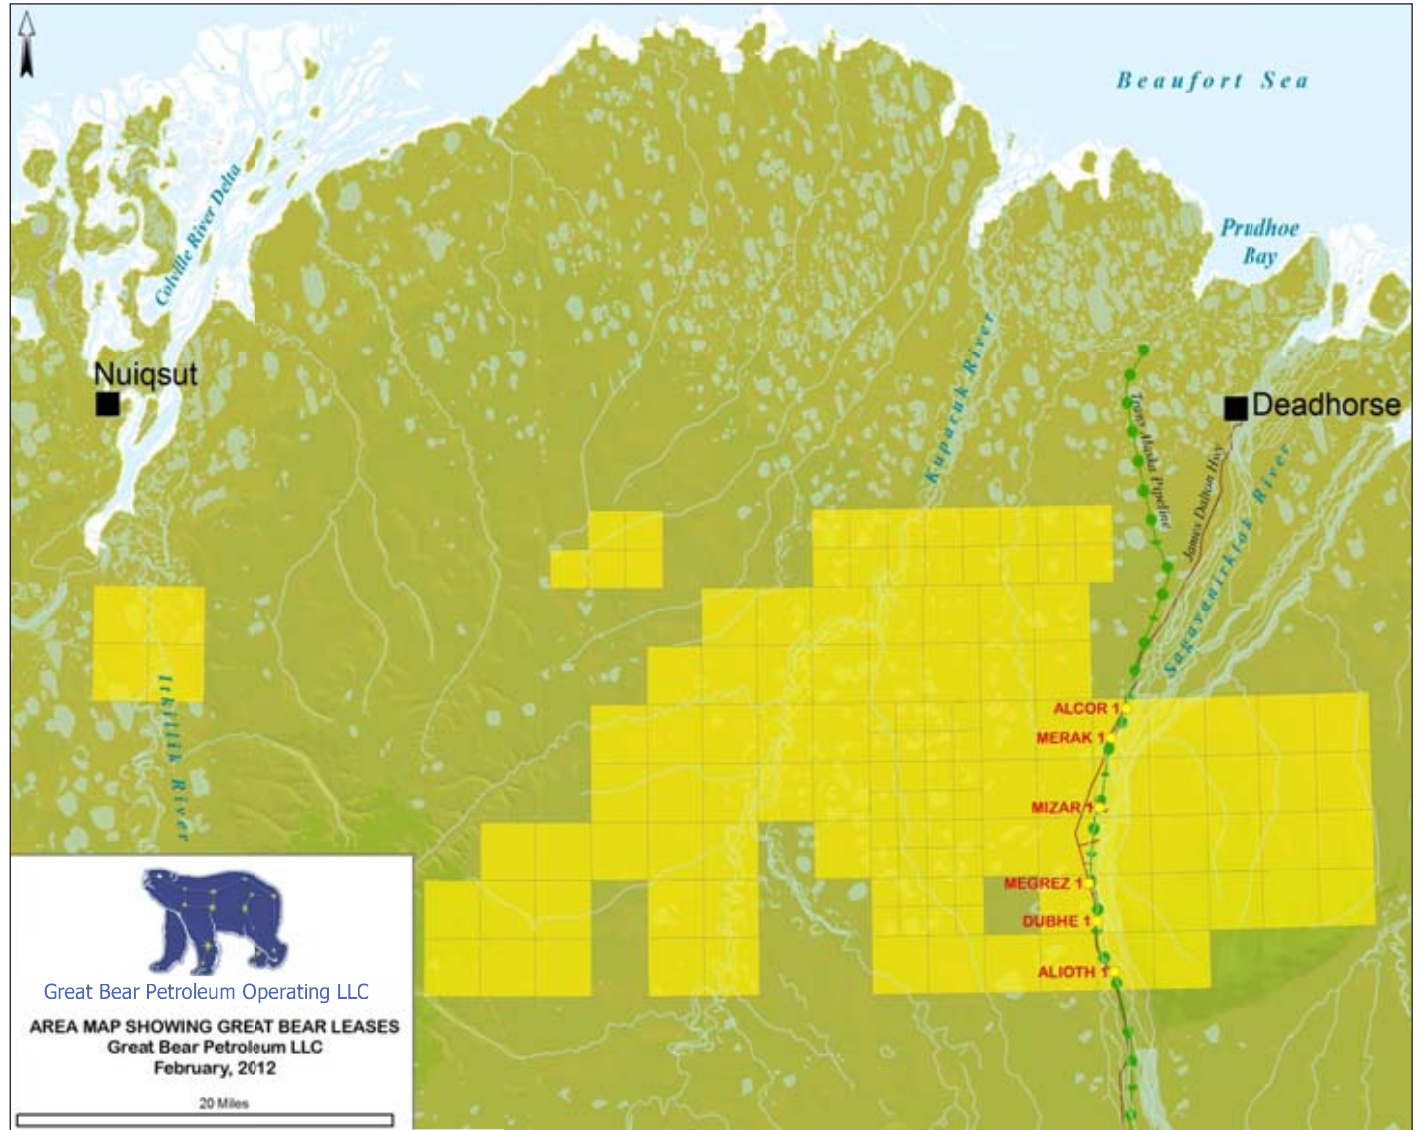 Beaufort Sea
Colville River Delta
Prudhoe
Bay
Nuiqsut
Kuparuk River
Trans Alaska Pipeline
Deadhorse
James Dalton Hwy
Sagavanirktok River
Itkillik River
ALCOR 1
MERAK 1
MIZAR 1
MEGREZ 1
DUBHE 1
ALIOTH 1
Great Bear Petroleum Operating LLC
AREA MAP SHOWING GREAT BEAR LEASES
Great Bear Petroleum LLC
February, 2012
20 Miles